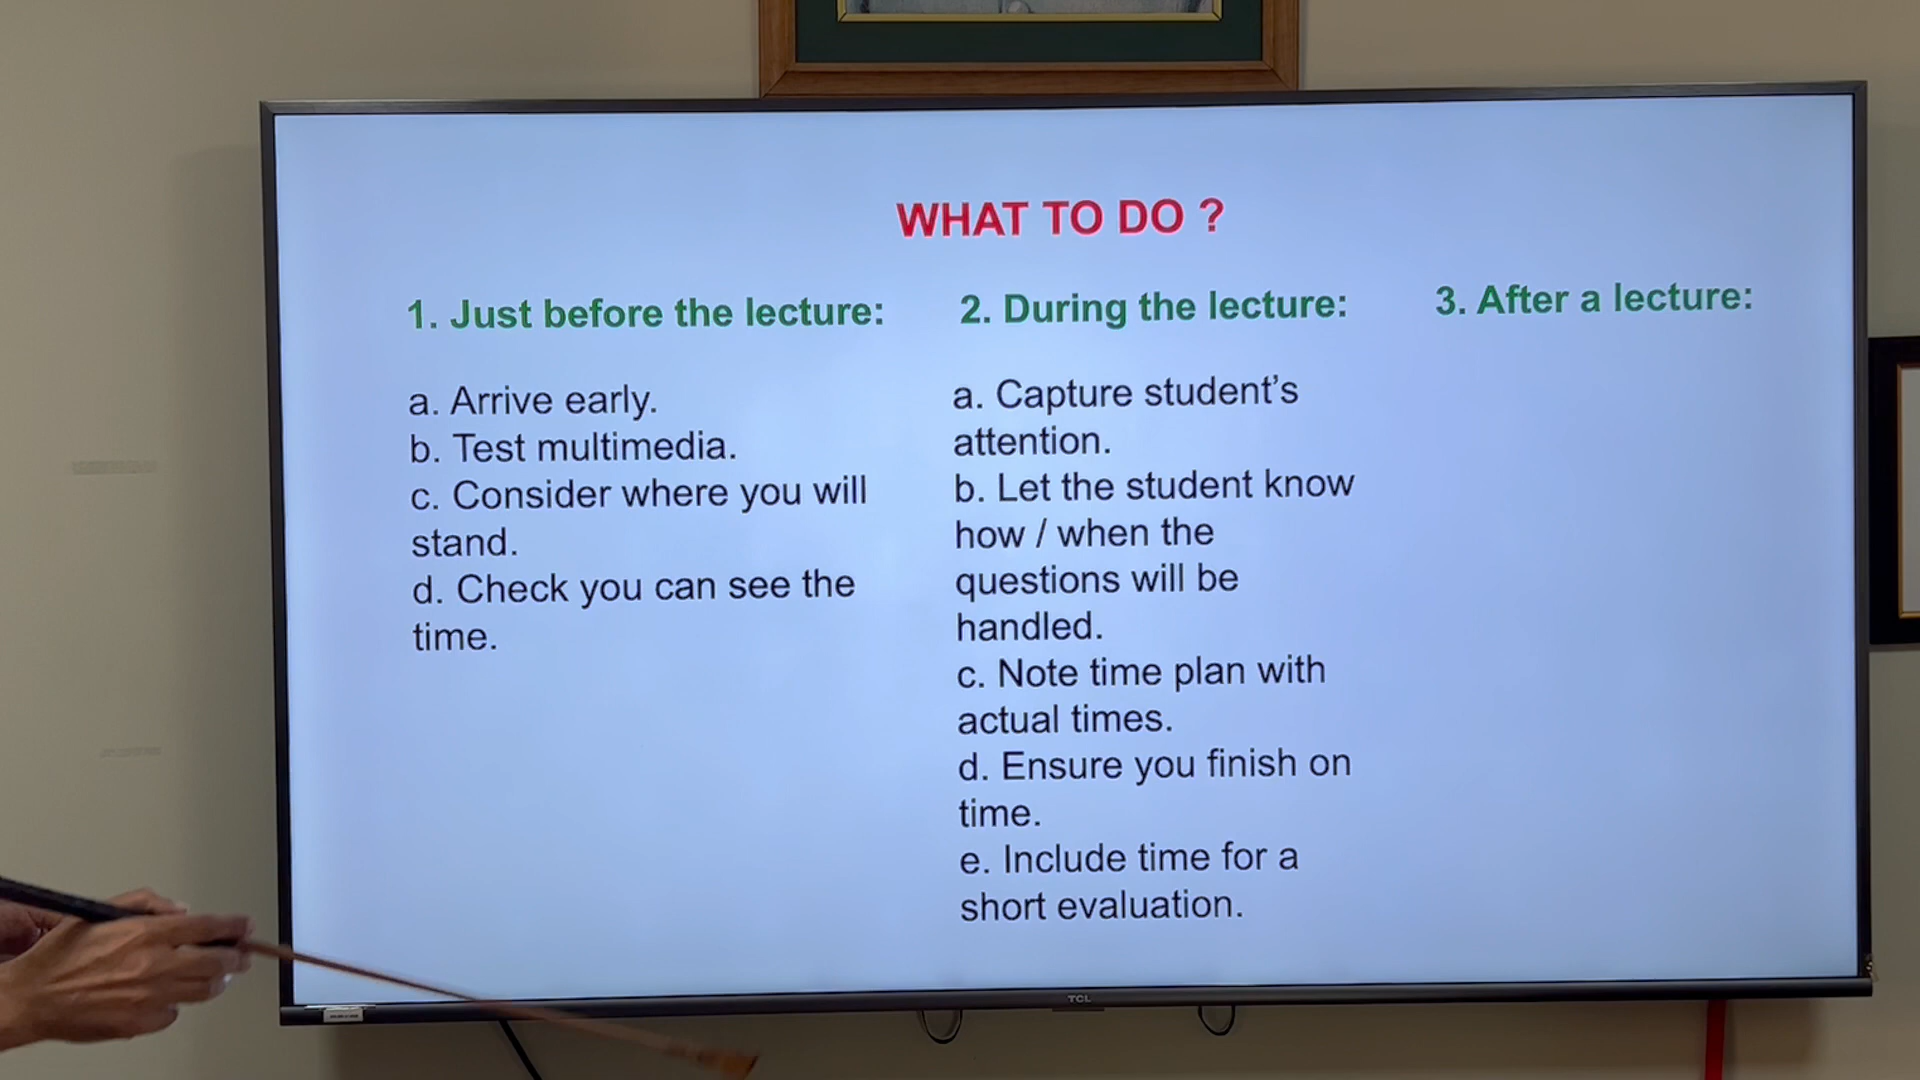 WHAT TO DO ?
1. Just before the lecture:
a. Arrive early.
b. Test multimedia.
c. Consider where you will
stand.
d. Check you can see the
time.
2. During the lecture:
a. Capture student’s
attention.
b. Let the student know
how / when the
questions will be
handled.
c. Note time plan with
actual times.
d. Ensure you finish on
time.
e. Include time for a
short evaluation.
3. After a lecture:
TCL